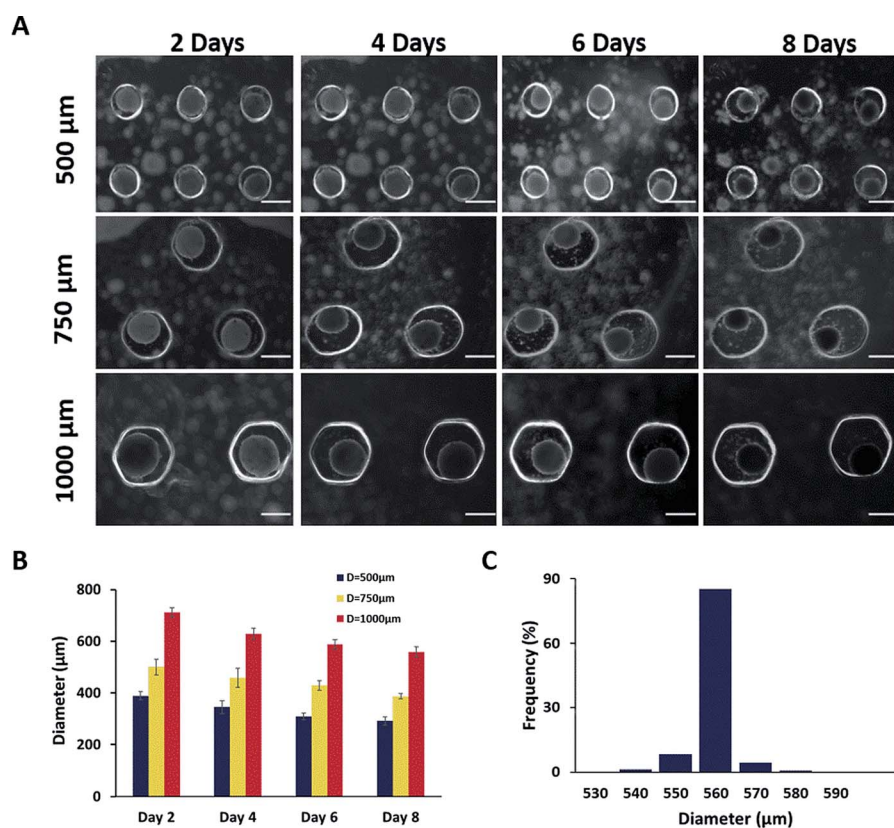 A
2 Days 4 Days 6 Days 8 Days
500 µm
750 µm
1000 µm
B
Diameter (µm)
800
600
400
200
0
D=500µm
D=750µm
D=1000µm
Day 2 Day 4 Day 6 Day 8
C
Frequency (%)
90
60
30
0
530 540 550 560 570 580 590
Diameter (µm)